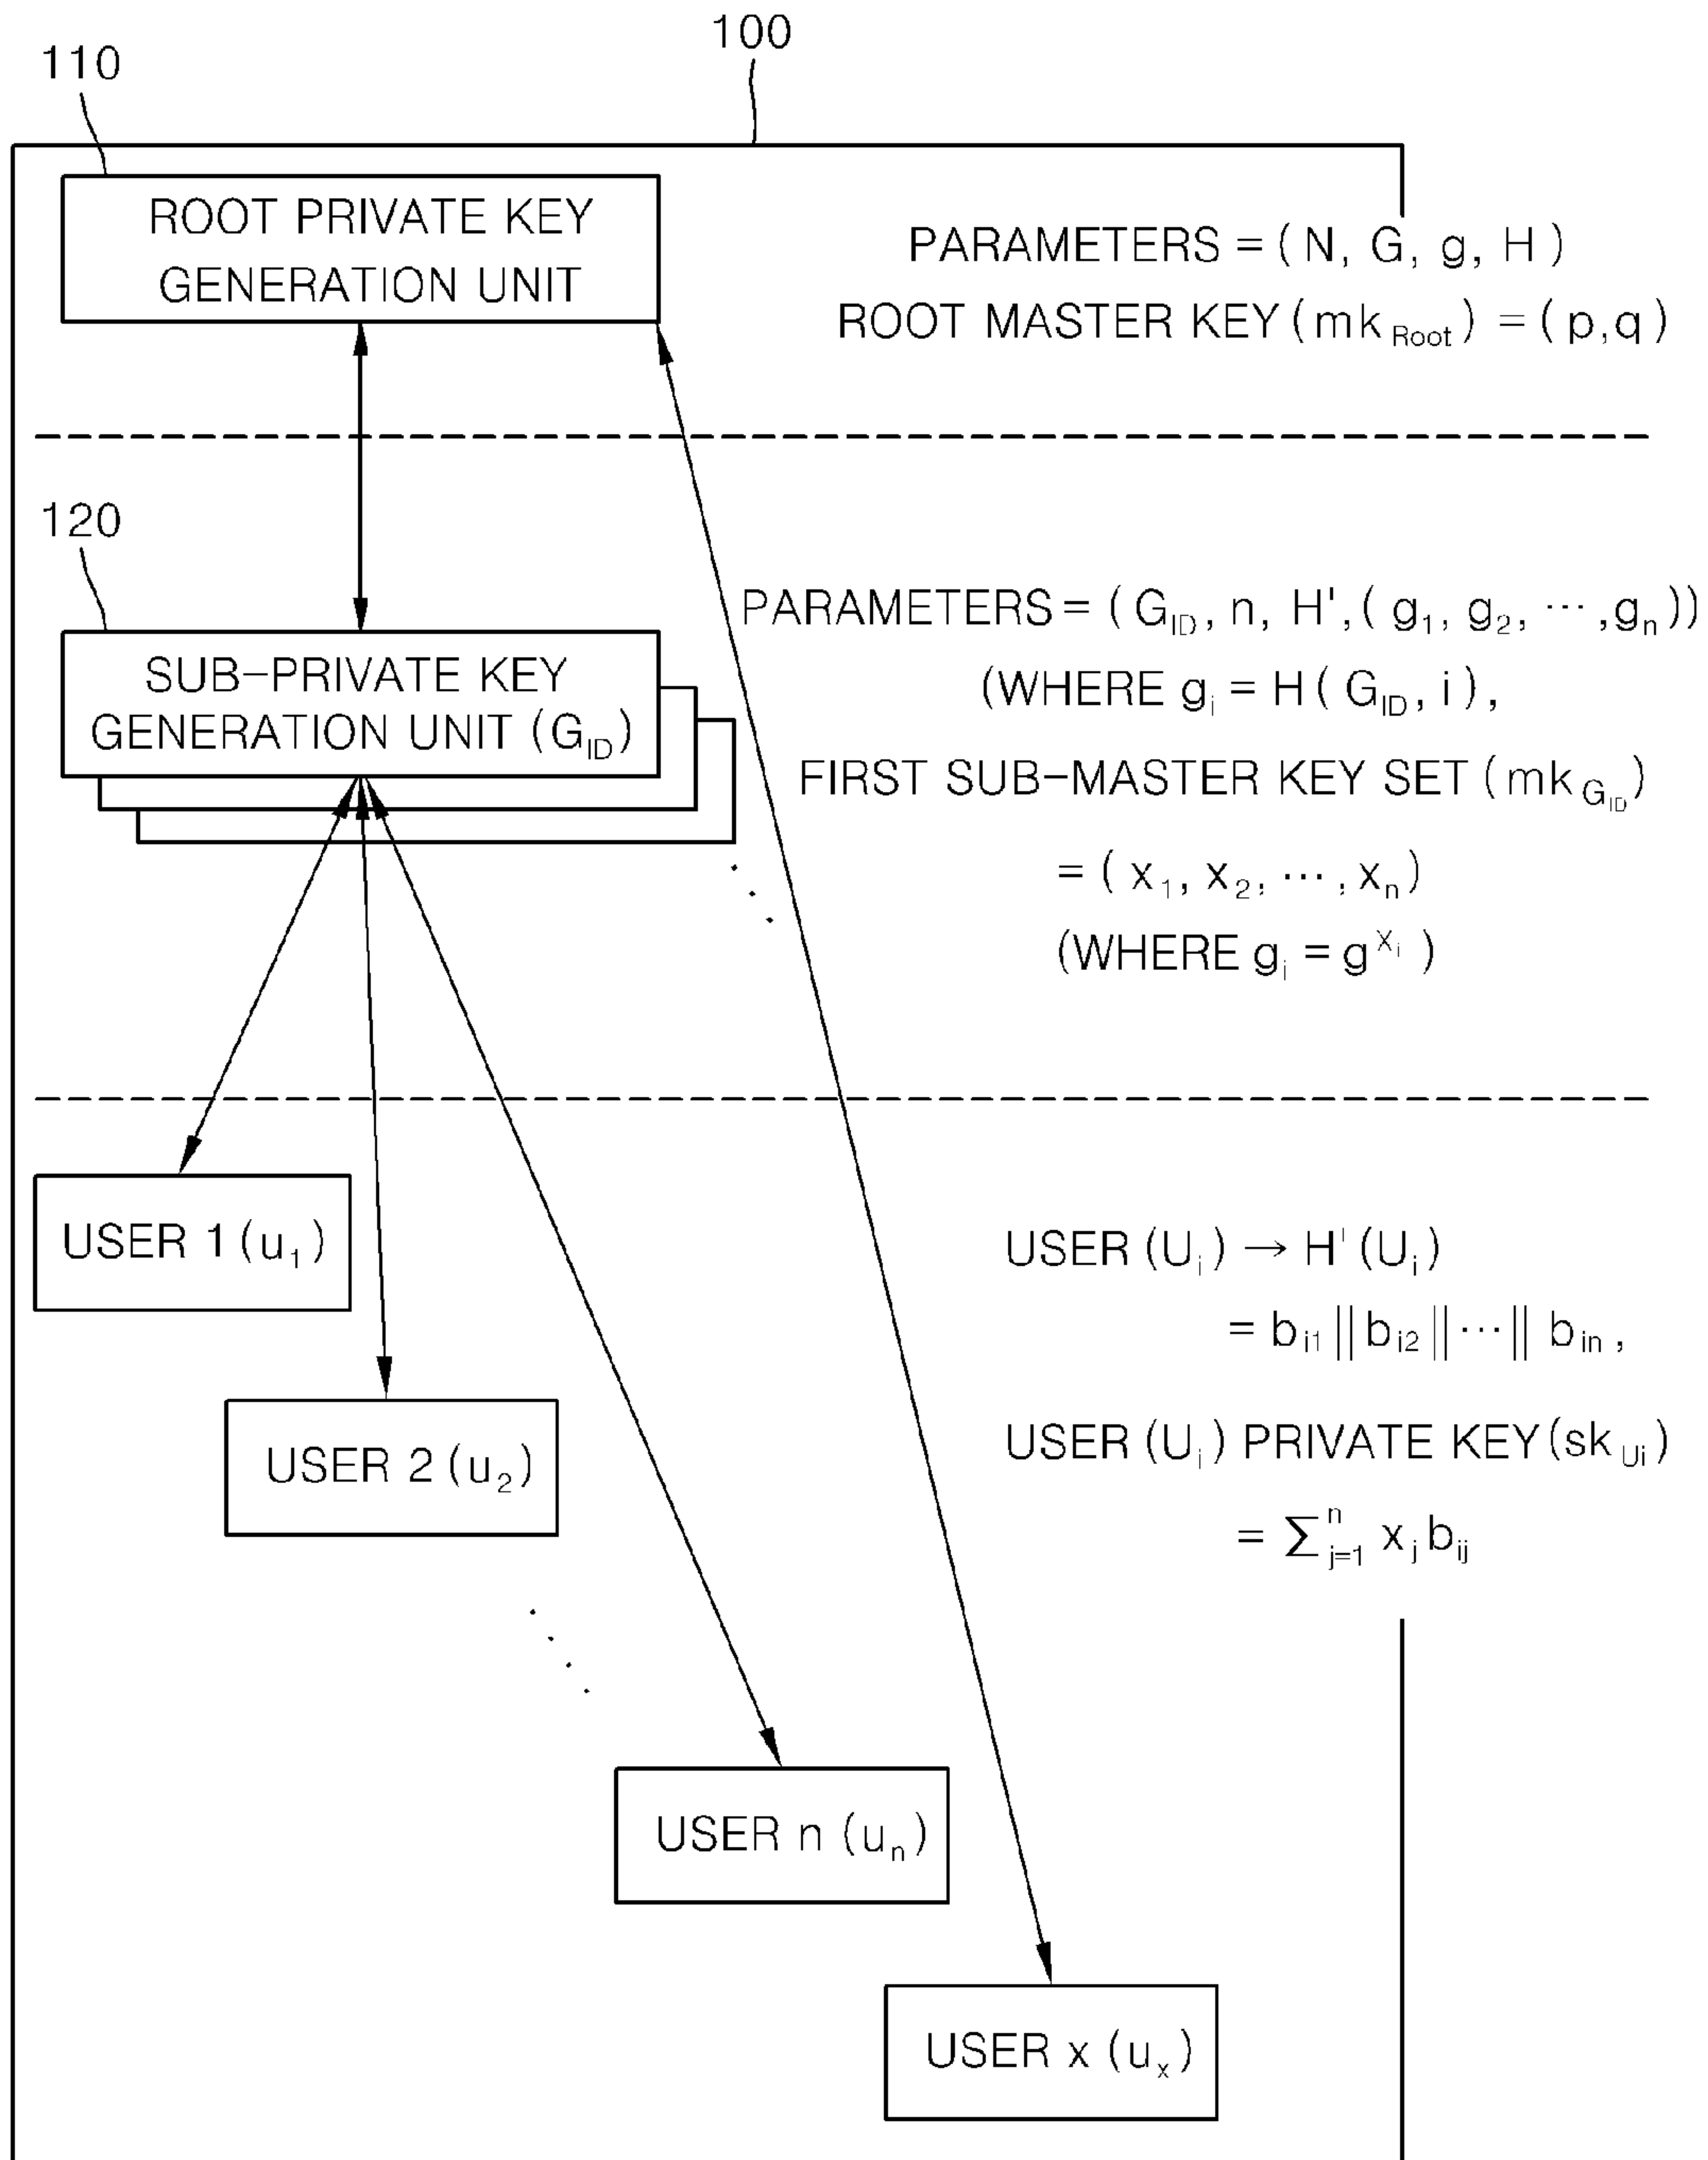 100
110
ROOT PRIVATE KEY
GENERATION UNIT
PARAMETERS = ( N, G, g, H )
ROOT MASTER KEY (mk_Root) = ( p,q )
120
SUB-PRIVATE KEY
GENERATION UNIT (G_ID)
PARAMETERS = ( G_ID, n, H',( g_1, g_2, ⋯ ,g_n))
(WHERE g_i = H ( G_ID, i ) ,
FIRST SUB-MASTER KEY SET (mk_G_ID)
= ( x_1, x_2, ⋯ , x_n)
(WHERE g_i = g^x_i )
USER 1 (u_1)
USER (U_i) → H' (U_i)
= b_i1 || b_i2 || ⋯ || b_in ,
USER 2 (u_2)
USER (U_i) PRIVATE KEY (sk_Ui)
= ∑_j=1^n x_j b_ij
USER n (u_n)
USER x (u_x)